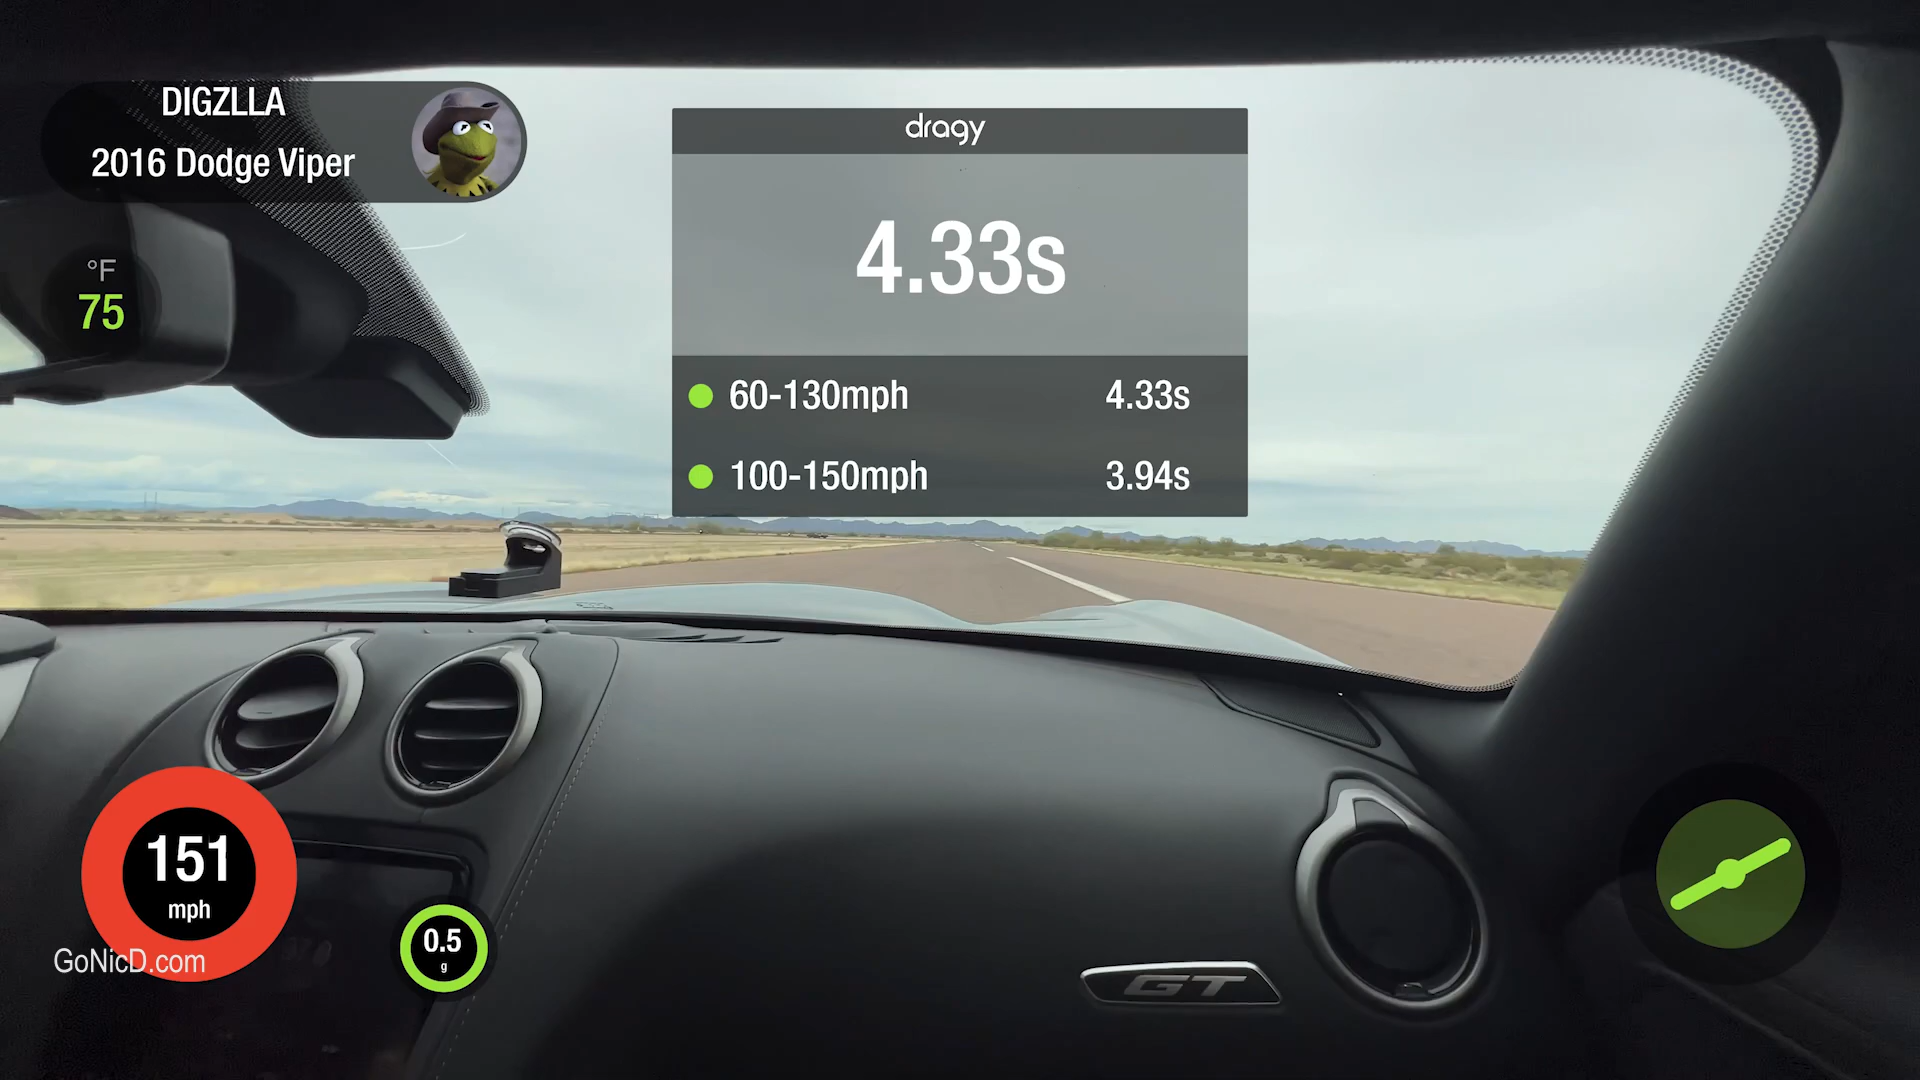 DIGZLLA
2016 Dodge Viper
°F
75
dragy
4.33s
60-130mph 4.33s
100-150mph 3.94s
151
mph
GoNicD.com
0.5
g
GT